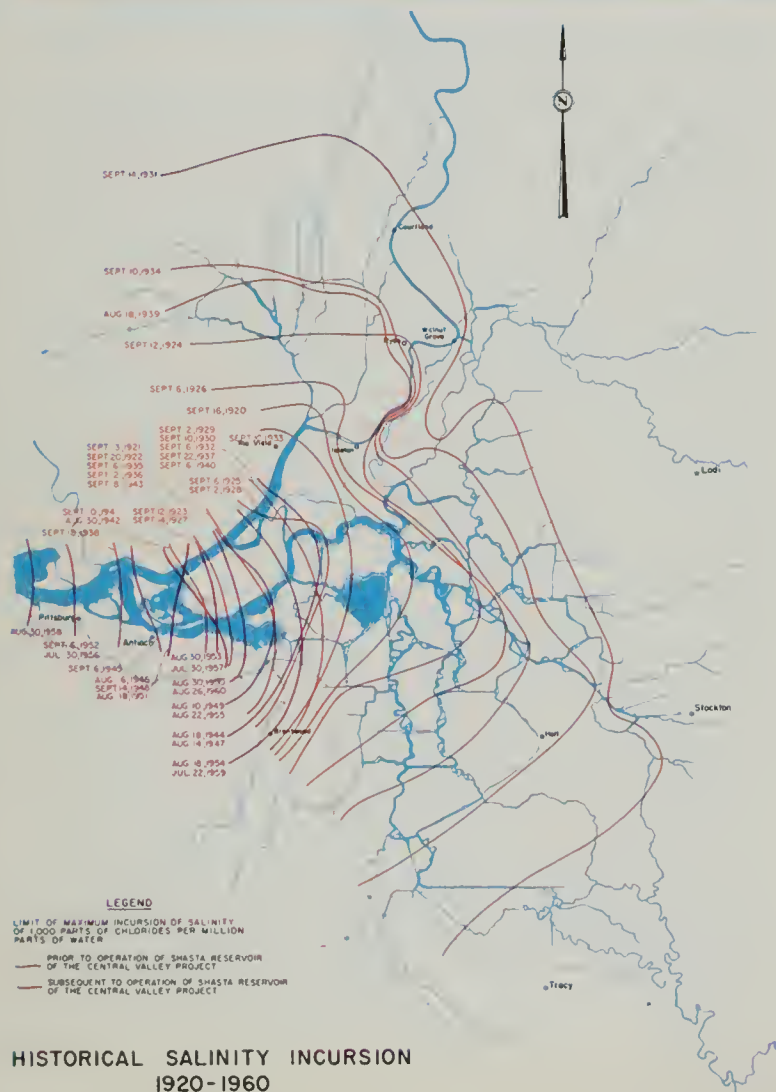 N
SEPT 14,1931
Courtland
SEPT 10,1934
AUG 18,1939
SEPT 12,1924
Walnut
Grove
Ryde
SEPT 6,1926
SEPT 16,1920
SEPT 2,1929
SEPT 10,1930
SEPT 6,1932
SEPT 22,1937
SEPT 6,1940
Rio Vista
Isleton
SEPT 3,1921
SEPT 20,1922
SEPT 6,1935
SEPT 2,1936
SEPT 8
SEPT 6,1925
SEPT 2,1928
Lodi
SEPT 10,194
AUG 30,1942
SEPT 12,1923
SEPT 14,1927
SEPT 18,1938
Pittsburg
AUG 30,1958
SEPT 6,1952
JUL 30,1956
Antioch
SEPT 6,1945
AUG 6,1946
SEPT 14,1948
AUG 18,1951
AUG 30,1953
JUL 30,1957
AUG 30,
AUG 26,1960
AUG 10,1949
AUG 22,1955
AUG 18,1944
AUG 14,1947
AUG 18,1954
JUL 22,1959
Brentwood
Holt
Stockton
LEGEND
LIMIT OF MAXIMUM INCURSION OF SALINITY
OF 1,000 PARTS OF CHLORIDES PER MILLION
PARTS OF WATER
PRIOR TO OPERATION OF SHASTA RESERVOIR
OF THE CENTRAL VALLEY PROJECT
SUBSEQUENT TO OPERATION OF SHASTA RESERVOIR
OF THE CENTRAL VALLEY PROJECT
Tracy
HISTORICAL SALINITY INCURSION
1920-1960